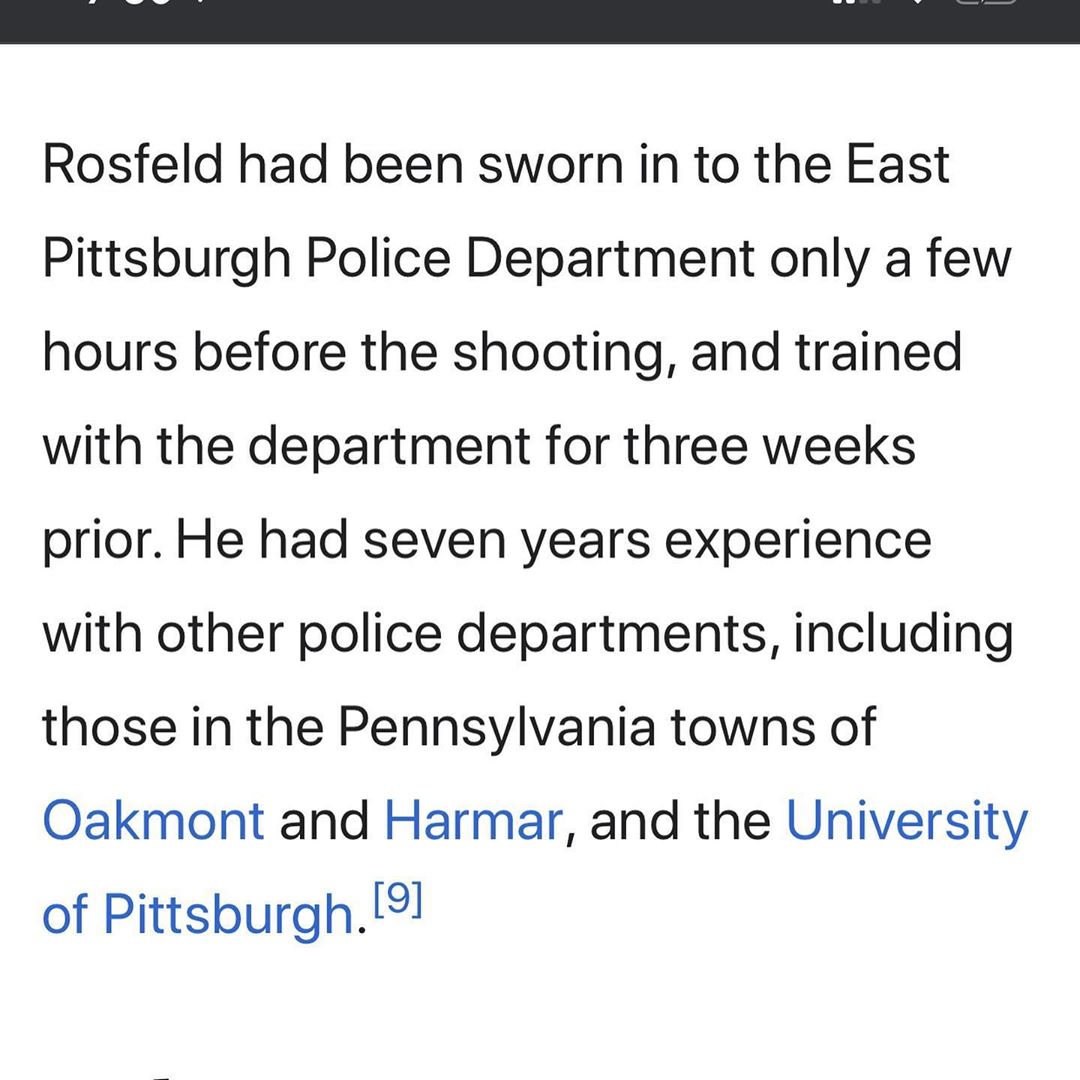 Rosfeld had been sworn in to the East
Pittsburgh Police Department only a few
hours before the shooting, and trained
with the department for three weeks
prior. He had seven years experience
with other police departments, including
those in the Pennsylvania towns of
Oakmont and Harmar, and the University
of Pittsburgh.[9]